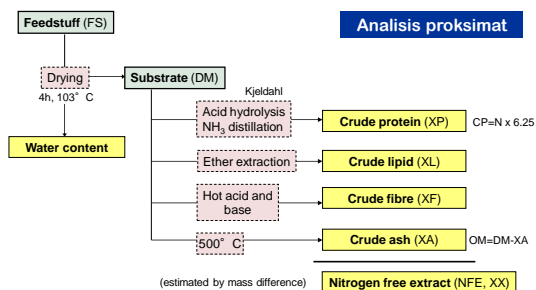 Feedstuff (FS)
Analisis proksimat
Drying
4h, 103° C
Substrate (DM)
Water content
Kjeldahl
Acid hydrolysis
NH3 distillation
Crude protein (XP)
CP=N x 6.25
Ether extraction
Crude lipid (XL)
Hot acid and
base
Crude fibre (XF)
500° C
Crude ash (XA)
OM=DM-XA
(estimated by mass difference)
Nitrogen free extract (NFE, XX)